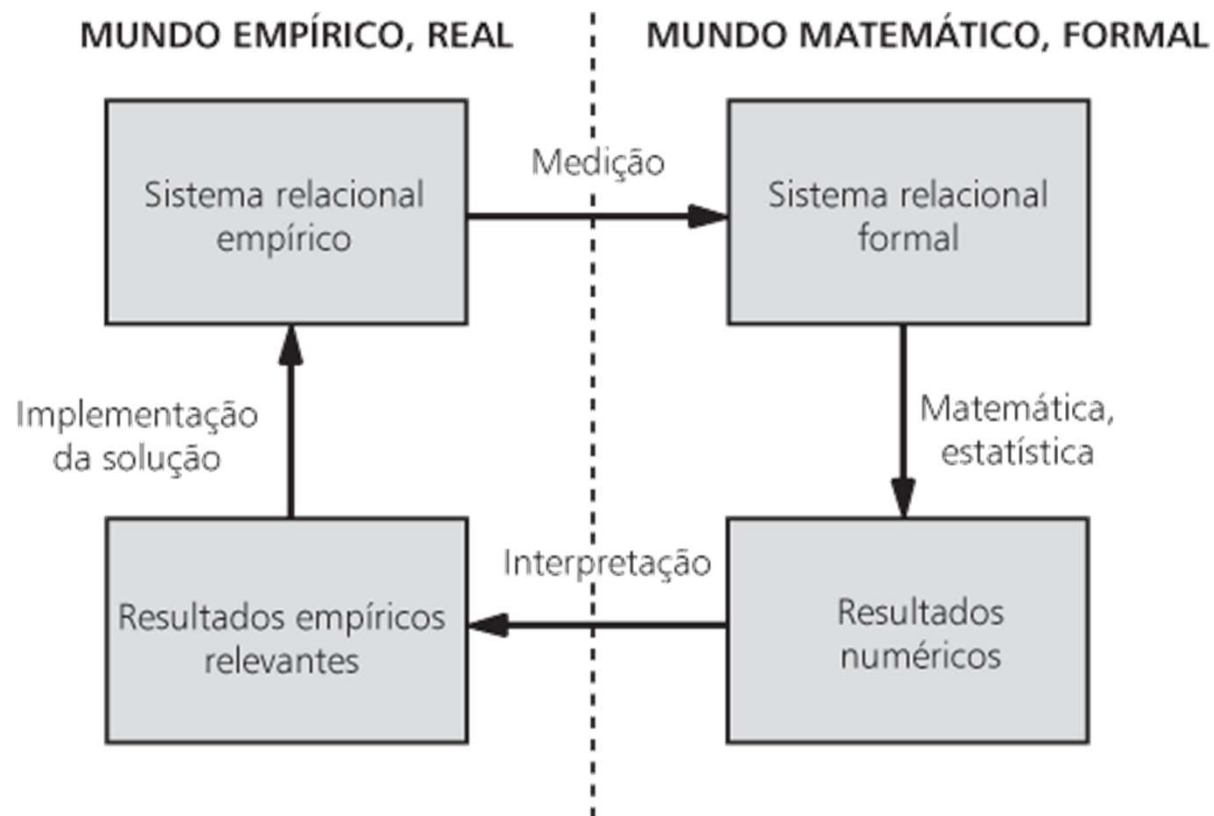 MUNDO EMPÍRICO, REAL
MUNDO MATEMÁTICO, FORMAL
Sistema relacional
empírico
Medição
Sistema relacional
formal
Implementação
da solução
Matemática,
estatística
Resultados empíricos
relevantes
Interpretação
Resultados
numéricos